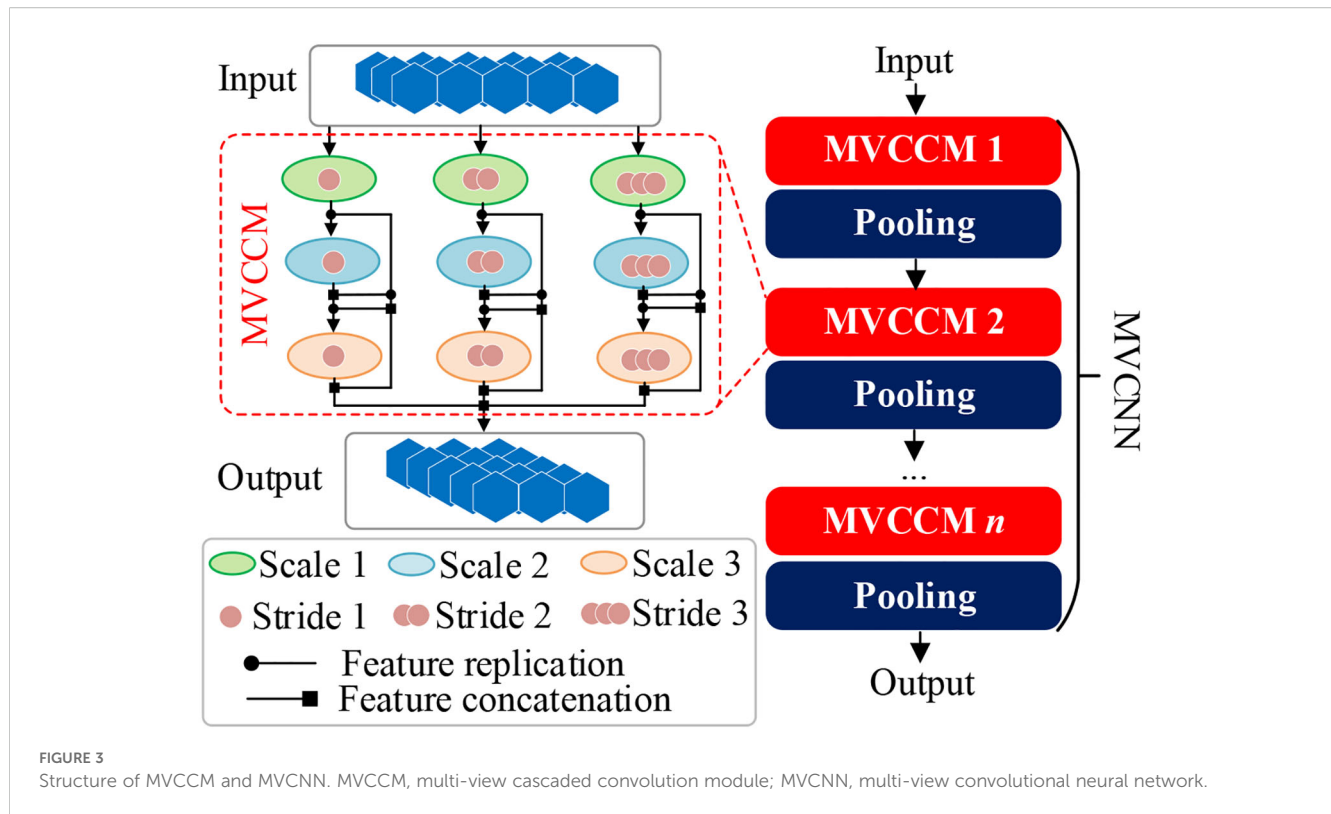 Input
MVCCM
Output
Scale 1 Scale 2 Scale 3
Stride 1 Stride 2 Stride 3
Feature replication
Feature concatenation
Input
MVCCM 1
Pooling
MVCCM 2
Pooling
...
MVCCM n
Pooling
Output
MVCNN
FIGURE 3
Structure of MVCCM and MVCNN. MVCCM, multi-view cascaded convolution module; MVCNN, multi-view convolutional neural network.